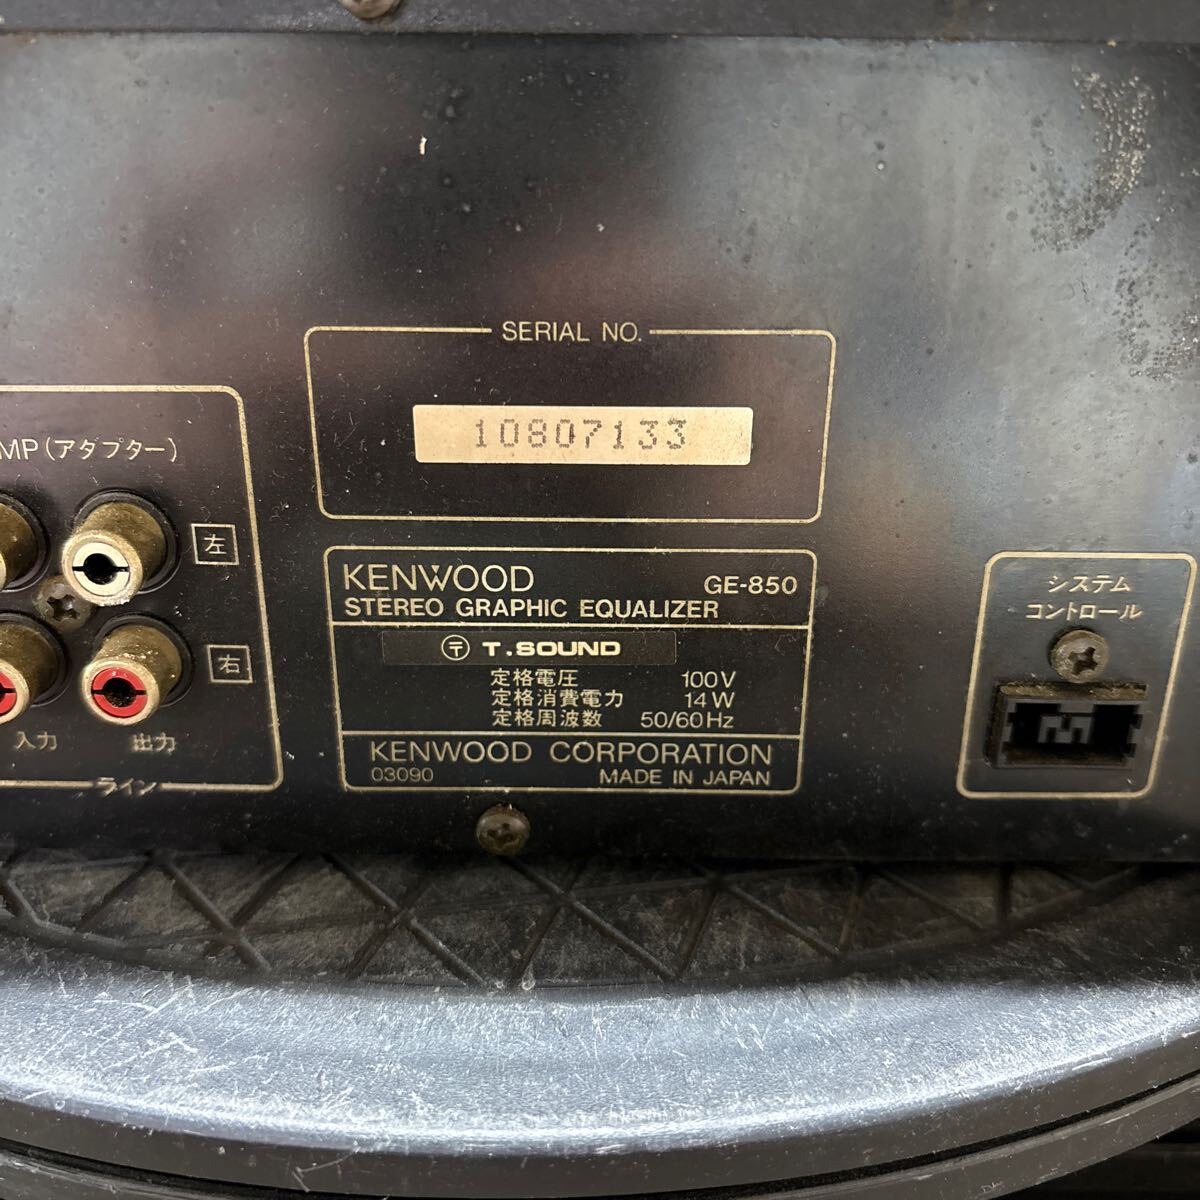 SERIAL NO.
10807133
MP(アダプター)
左
右
入力
出力
ライン
KENWOOD
GE-850
STEREO GRAPHIC EQUALIZER
〒 T.SOUND
定格電圧 100V
定格消費電力 14W
定格周波数 50/60Hz
KENWOOD CORPORATION
03090
MADE IN JAPAN
システム
コントロール